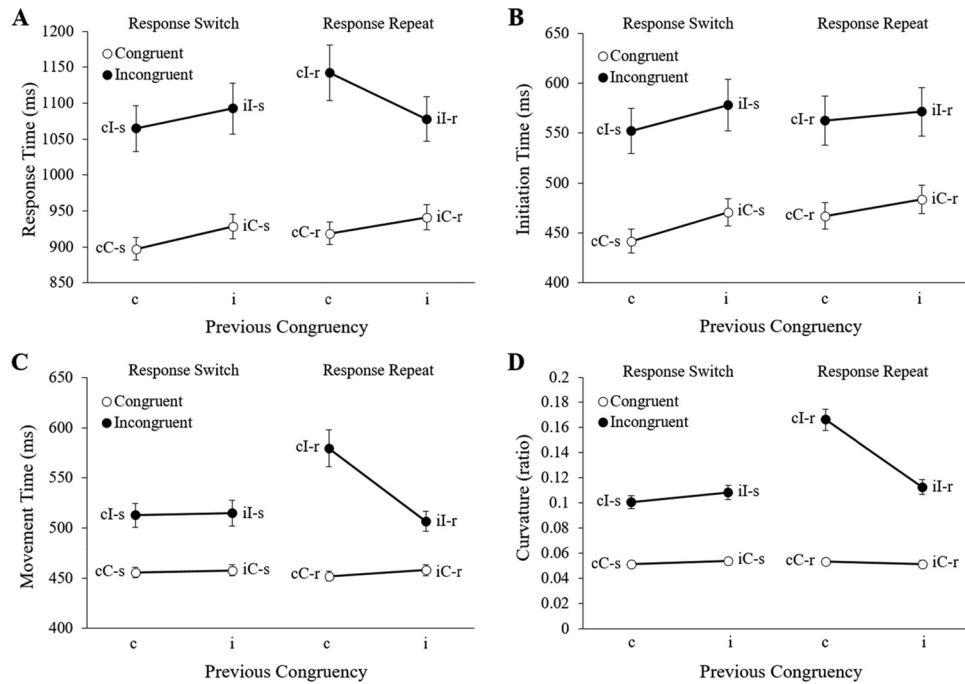 A
Response Switch
Response Repeat
Congruent
Incongruent
Response Time (ms)
1200
1150
1100
1050
1000
950
900
850
cI-s
iI-s
cC-s
iC-s
cI-r
iI-r
cC-r
iC-r
c
i
c
i
Previous Congruency
B
Response Switch
Response Repeat
Congruent
Incongruent
Initiation Time (ms)
650
600
550
500
450
400
cI-s
iI-s
cC-s
iC-s
cI-r
iI-r
cC-r
iC-r
c
i
c
i
Previous Congruency
C
Response Switch
Response Repeat
Congruent
Incongruent
Movement Time (ms)
650
600
550
500
450
400
cI-s
iI-s
cC-s
iC-s
cI-r
iI-r
cC-r
iC-r
c
i
c
i
Previous Congruency
D
Response Switch
Response Repeat
Congruent
Incongruent
Curvature (ratio)
0.2
0.18
0.16
0.14
0.12
0.1
0.08
0.06
0.04
0.02
0
cI-s
iI-s
cC-s
iC-s
cI-r
iI-r
cC-r
iC-r
c
i
c
i
Previous Congruency